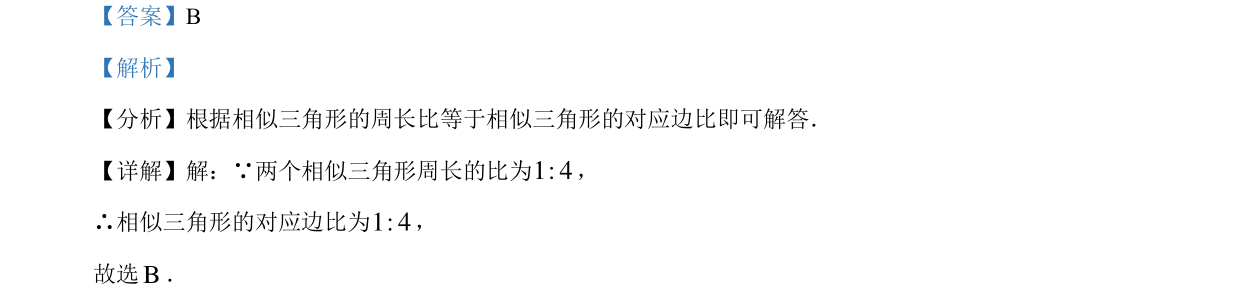 【答案】B
【解析】
【分析】根据相似三角形的周长比等于相似三角形的对应边比即可解答．
【详解】解：∵两个相似三角形周长的比为1:4，
∴相似三角形的对应边比为1:4，
故选B．